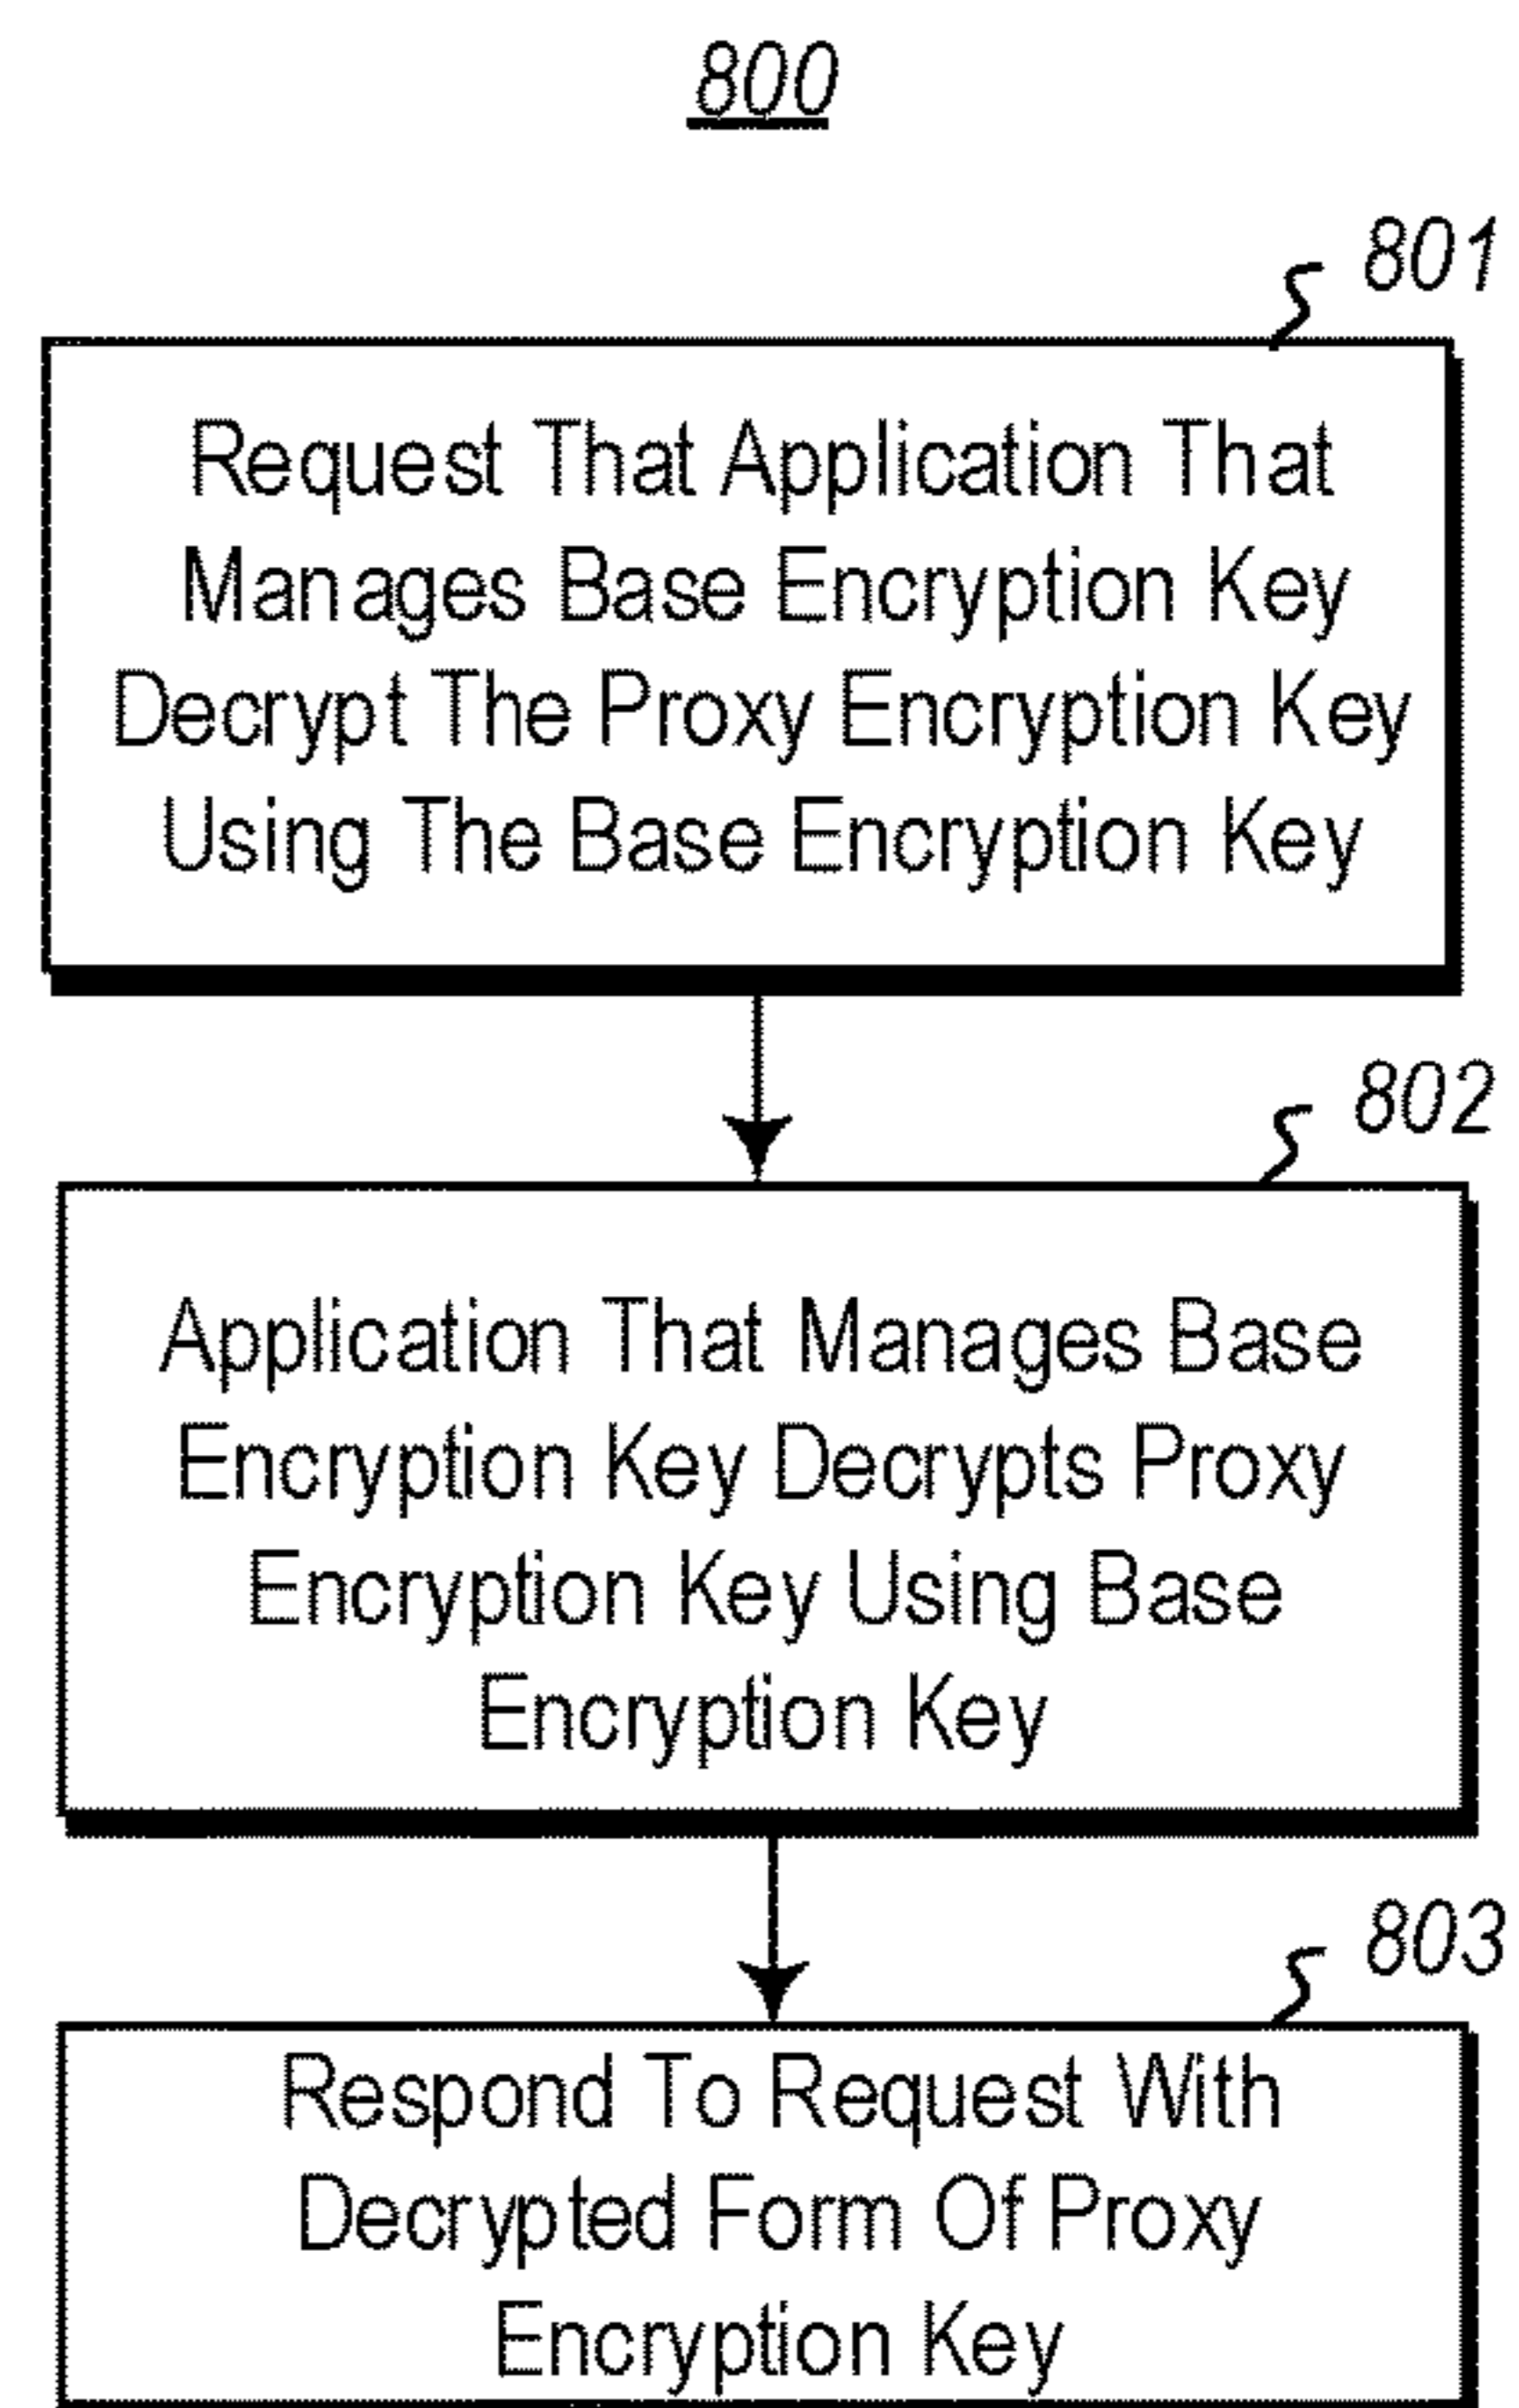 800
801
Request That Application That
Manages Base Encryption Key
Decrypt The Proxy Encryption Key
Using The Base Encryption Key
802
Application That Manages Base
Encryption Key Decrypts Proxy
Encryption Key Using Base
Encryption Key
803
Respond To Request With
Decrypted Form Of Proxy
Encryption Key